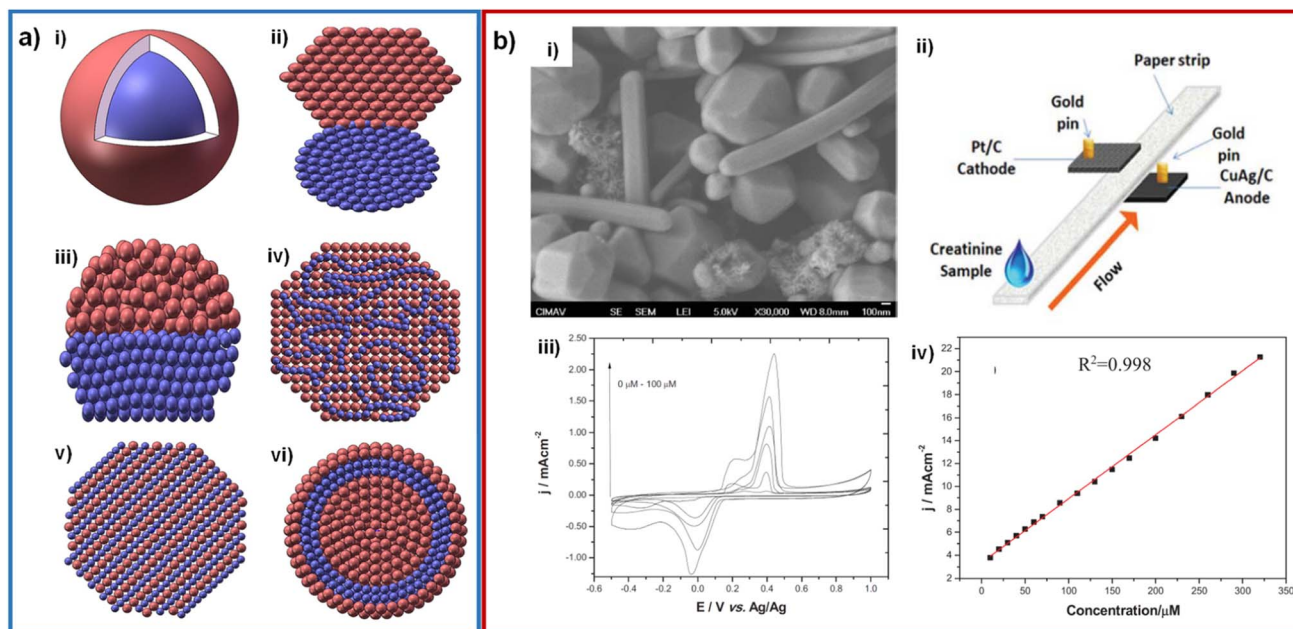 a)
i)
ii)
iii)
iv)
v)
vi)
b)
i)
CIMAV SE SEM LEI 5.0kV X30,000 WD 8.0mm 100nm
ii)
Paper strip
Gold
pin
Pt/C
Cathode
Gold
pin
CuAg/C
Anode
Creatinine
Sample
Flow
iii)
2.50
2.00
1.50
1.00
0.50
0.00
-0.50
-1.00
j / mAcm-2
0 μM - 100 μM
-0.6 -0.4 -0.2 0.0 0.2 0.4 0.6 0.8 1.0
E / V vs. Ag/Ag
iv)
R2=0.998
22
20
18
16
14
12
10
8
6
4
2
j / mAcm-2
0 50 100 150 200 250 300 350
Concentration/μM